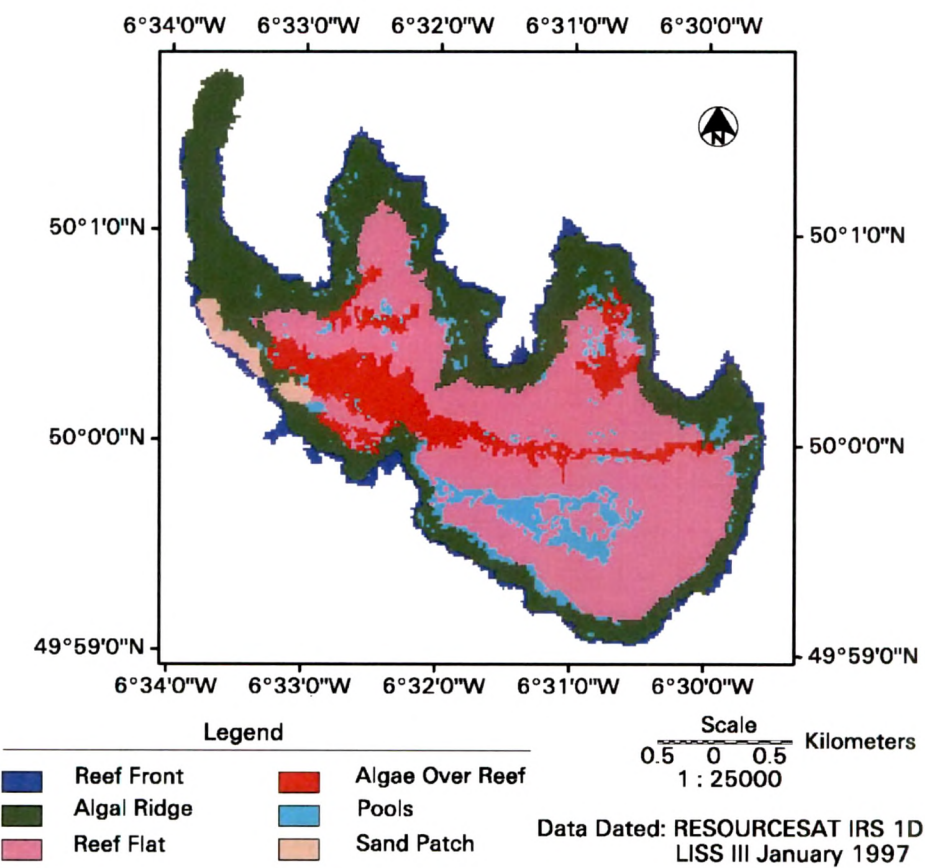 6°34'0"W 6°33'0"W 6°32'0"W 6°31'0"W 6°30'0"W
N
50°1'0"N 50°1'0"N
50°0'0"N 50°0'0"N
49°59'0"N 49°59'0"N
6°34'0"W 6°33'0"W 6°32'0"W 6°31'0"W 6°30'0"W
Legend
Reef Front
Algal Ridge
Reef Flat
Algae Over Reef
Pools
Sand Patch
Scale
0.5 0 0.5 Kilometers
1 : 25000
Data Dated: RESOURCESAT IRS 1D
LISS III January 1997